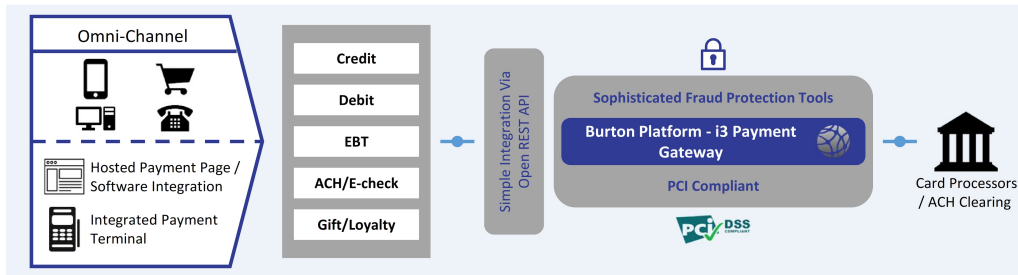 Omni-Channel
Hosted Payment Page /
Software Integration
Integrated Payment
Terminal
Credit
Debit
EBT
ACH/E-check
Gift/Loyalty
Simple Integration Via
Open REST API
Sophisticated Fraud Protection Tools
Burton Platform - i3 Payment
Gateway
PCI Compliant
PCi DSS
COMPLIANT
Card Processors
/ ACH Clearing